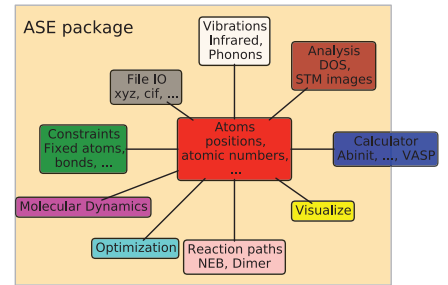 ASE package
Vibrations
Infrared,
Phonons
Analysis
DOS,
STM images
File IO
xyz, cif, ...
Constraints
Fixed atoms,
bonds, ...
Atoms
positions,
atomic numbers,
...
Calculator
Abinit, ..., VASP
Molecular Dynamics
Visualize
Optimization
Reaction paths
NEB, Dimer